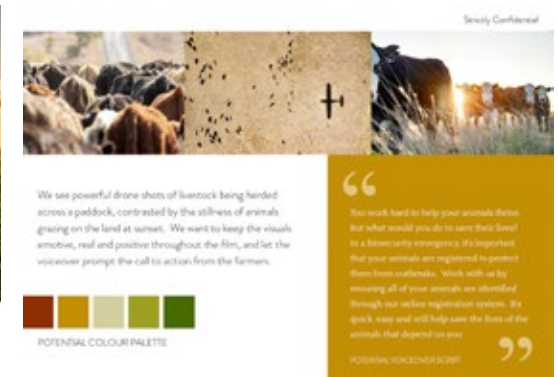 Strictly Confidential
We see powerful drone shots of livestock being herded
across a paddock, contrasted by the stillness of animals
grazing on the land at sunset. We want to keep the visuals
emotive, real and positive throughout the film, and let the
voiceover prompt the call to action from the farmers.
POTENTIAL COLOUR PALETTE
“
You work hard to help your animals thrive.
But what would you do to save their lives?
In a biosecurity emergency, it's important
that your animals are registered to protect
them from outbreaks. Work with us by
ensuring all of your animals are identified
through our online registration system. It's
quick, easy and will help save the lives of the
animals that depend on you.
”
POTENTIAL VOICEOVER SCRIPT